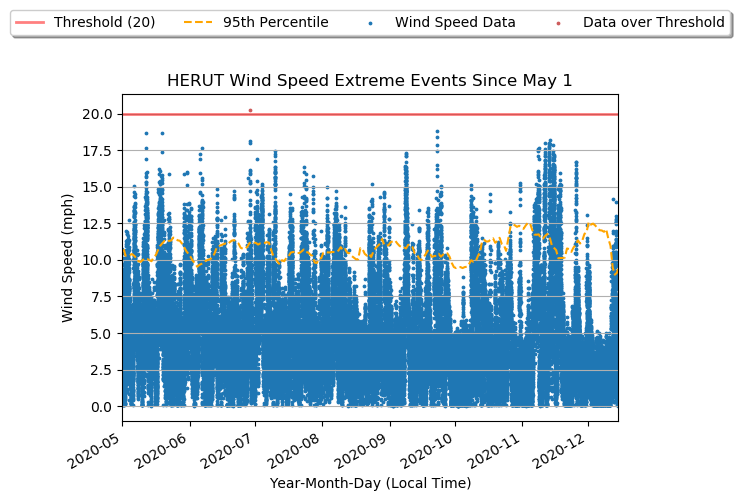 Threshold (20) 95th Percentile Wind Speed Data Data over Threshold
HERUT Wind Speed Extreme Events Since May 1
20.0
17.5
15.0
12.5
10.0
7.5
5.0
2.5
0.0
Wind Speed (mph)
2020-05 2020-06 2020-07 2020-08 2020-09 2020-10 2020-11 2020-12
Year-Month-Day (Local Time)